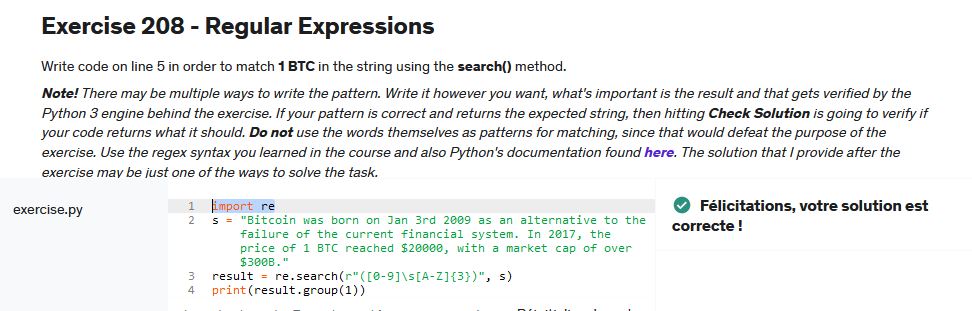 Exercise 208 - Regular Expressions
Write code on line 5 in order to match 1 BTC in the string using the search() method.
Note! There may be multiple ways to write the pattern. Write it however you want, what's important is the result and that gets verified by the
Python 3 engine behind the exercise. If your pattern is correct and returns the expected string, then hitting Check Solution is going to verify if
your code returns what it should. Do not use the words themselves as patterns for matching, since that would defeat the purpose of the
exercise. Use the regex syntax you learned in the course and also Python's documentation found here. The solution that I provide after the
exercise may be just one of the ways to solve the task.
exercise.py
1 import re
2 s = "Bitcoin was born on Jan 3rd 2009 as an alternative to the
failure of the current financial system. In 2017, the
price of 1 BTC reached $20000, with a market cap of over
$300B."
3 result = re.search(r"([0-9]\s[A-Z]{3})", s)
4 print(result.group(1))
Félicitations, votre solution est
correcte !